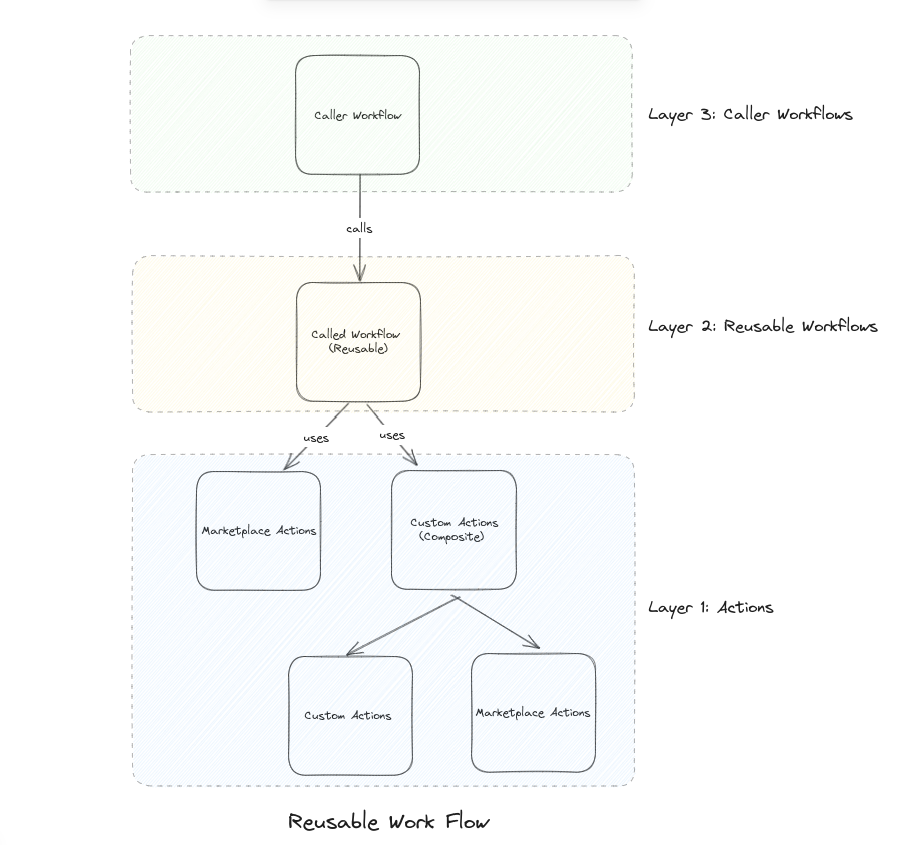 Caller Workflow
Layer 3: Caller Workflows
calls
Called Workflow
(Reusable)
Layer 2: Reusable Workflows
uses
uses
Marketplace Actions
Custom Actions
(Composite)
Layer 1: Actions
Custom Actions
Marketplace Actions
Reusable Work Flow